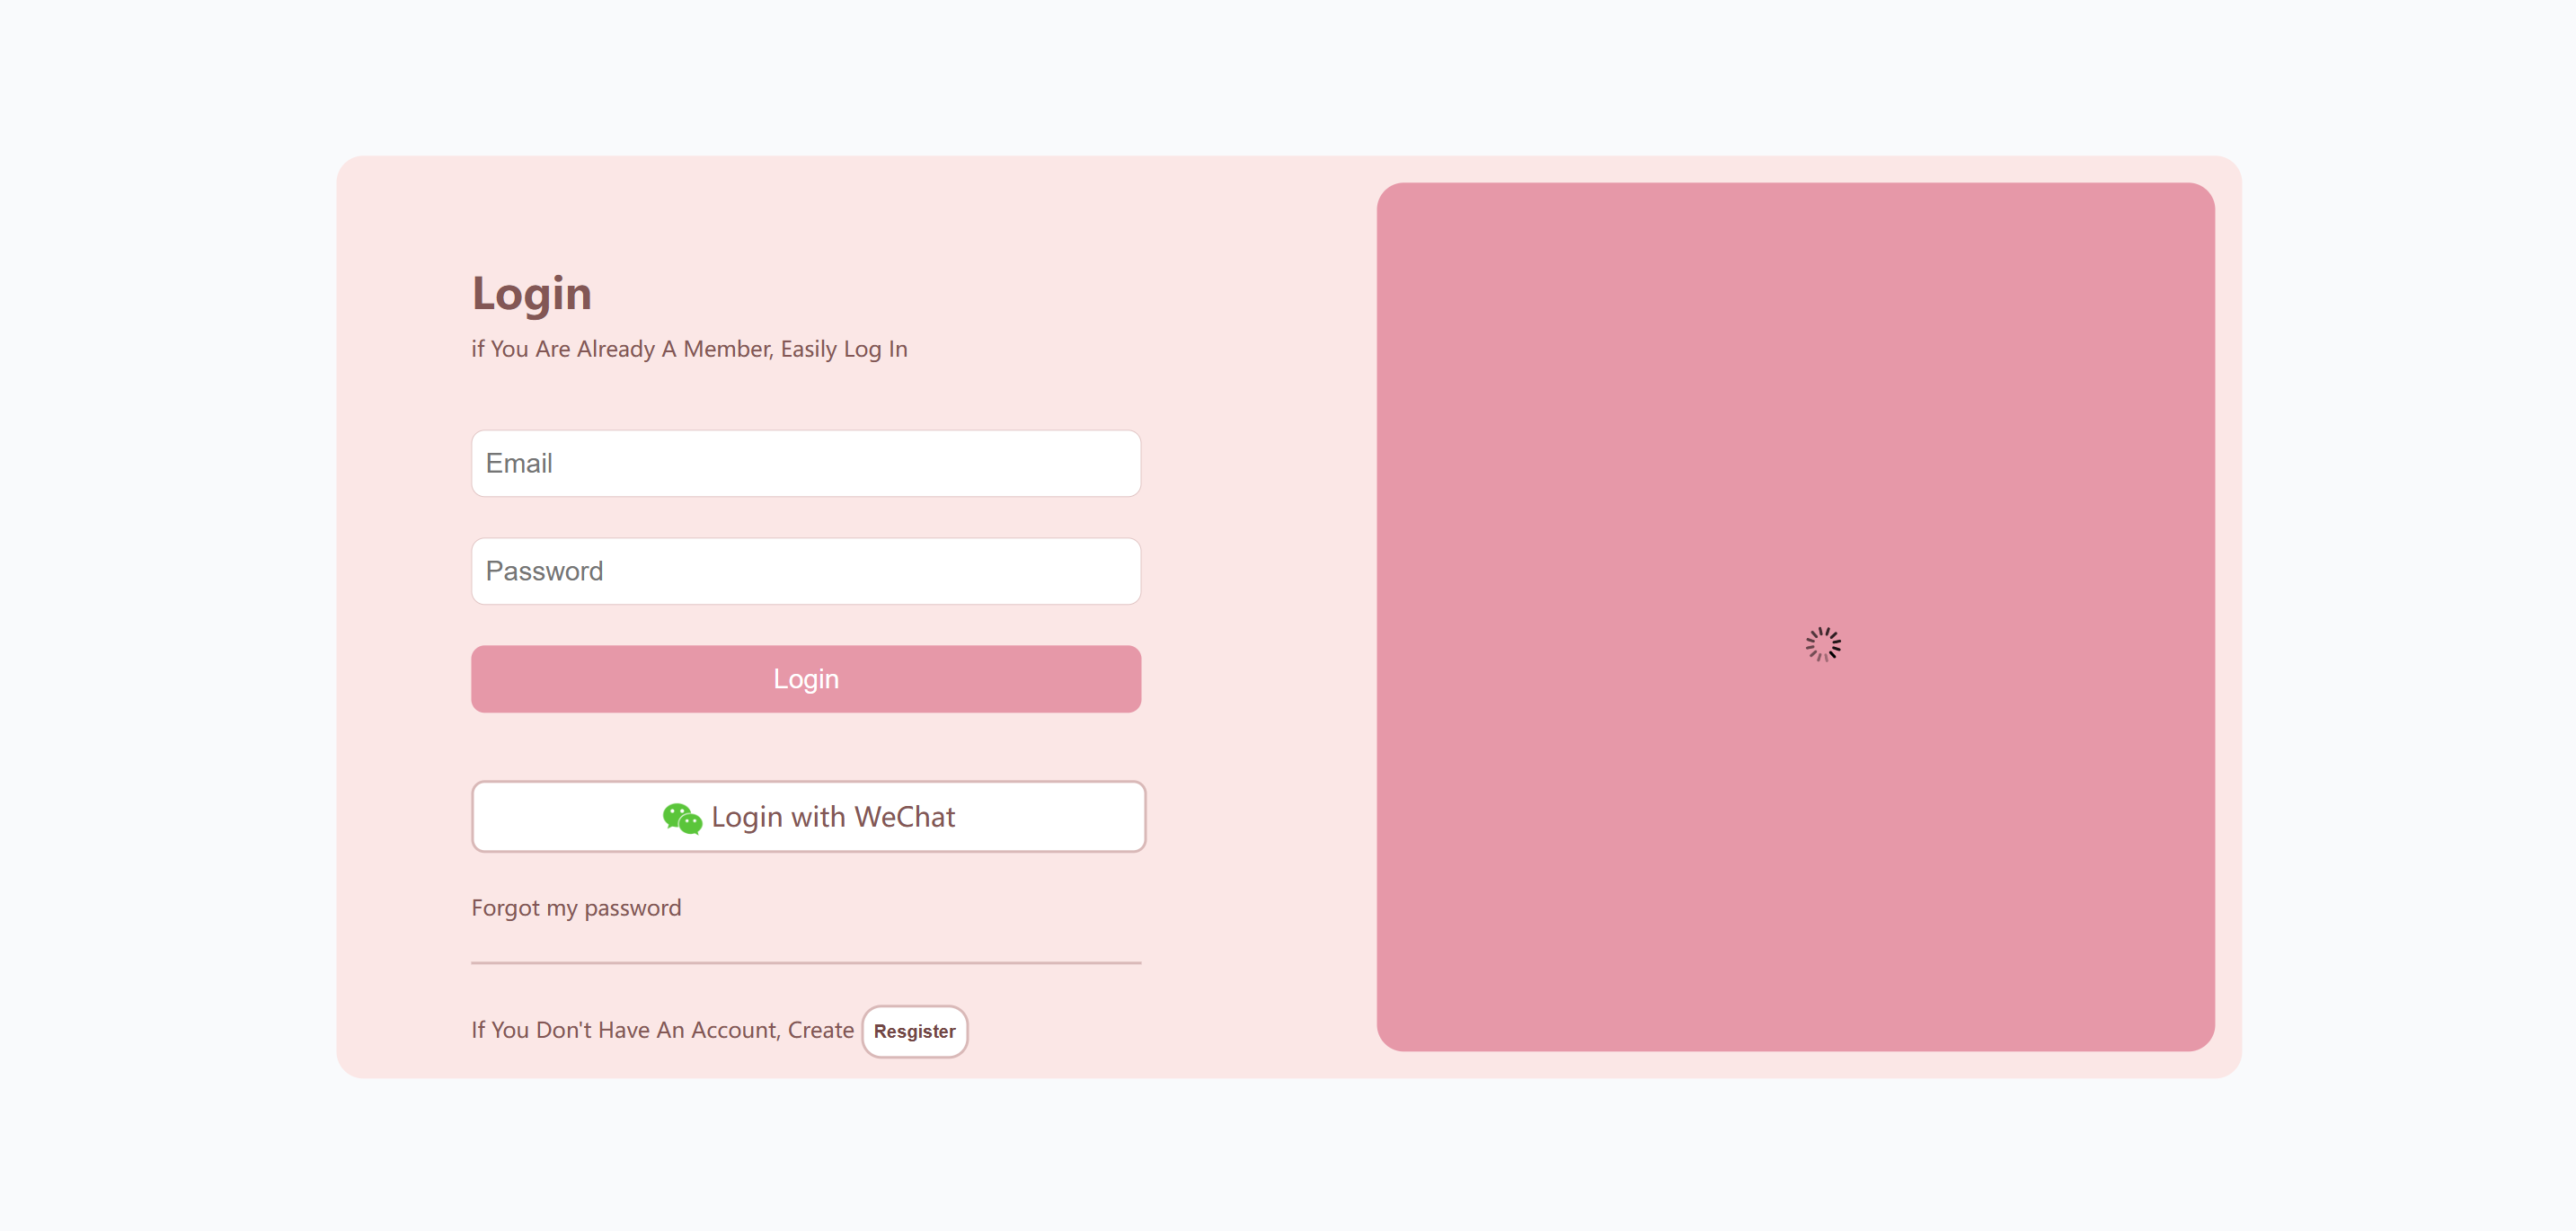 Login
if You Are Already A Member, Easily Log In
Email
Password
Login
Login with WeChat
Forgot my password
If You Don't Have An Account, Create Resgister